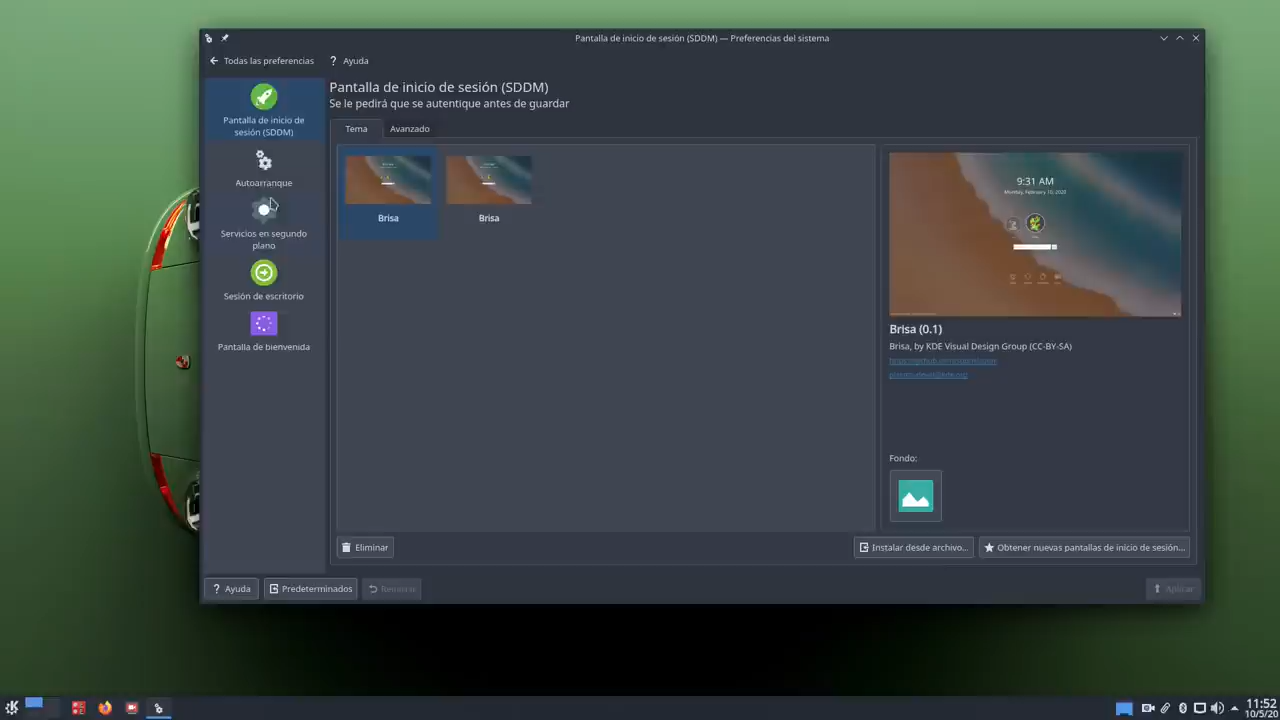 Pantalla de inicio de sesión (SDDM) — Preferencias del sistema
Todas las preferencias
Ayuda
Pantalla de inicio de
sesión (SDDM)
Autoarranque
Servicios en segundo
plano
Sesión de escritorio
Pantalla de bienvenida
Pantalla de inicio de sesión (SDDM)
Se le pedirá que se autentique antes de guardar
Tema
Avanzado
Brisa
Brisa
9:31 AM
Brisa (0.1)
Brisa, by KDE Visual Design Group (CC-BY-SA)
Fondo:
Eliminar
Instalar desde archivo...
Obtener nuevas pantallas de inicio de sesión...
? Ayuda
Predeterminados
Reiniciar
Aplicar
11:52
10/5/20